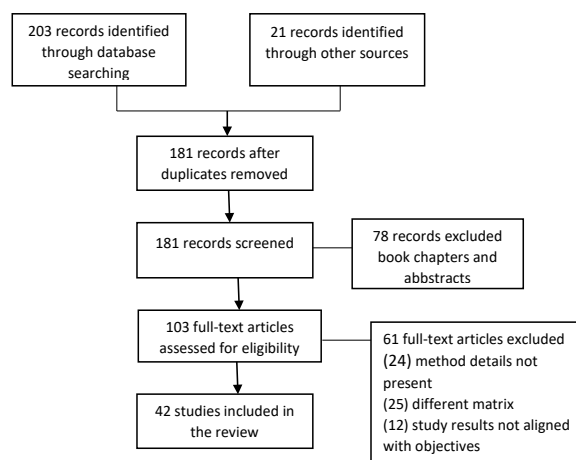 203 records identified
through database
searching
21 records identified
through other sources
181 records after
duplicates removed
181 records screened
78 records excluded
book chapters and
abbstracts
103 full-text articles
assessed for eligibility
61 full-text articles excluded
(24) method details not
present
(25) different matrix
(12) study results not aligned
with objectives
42 studies included in
the review